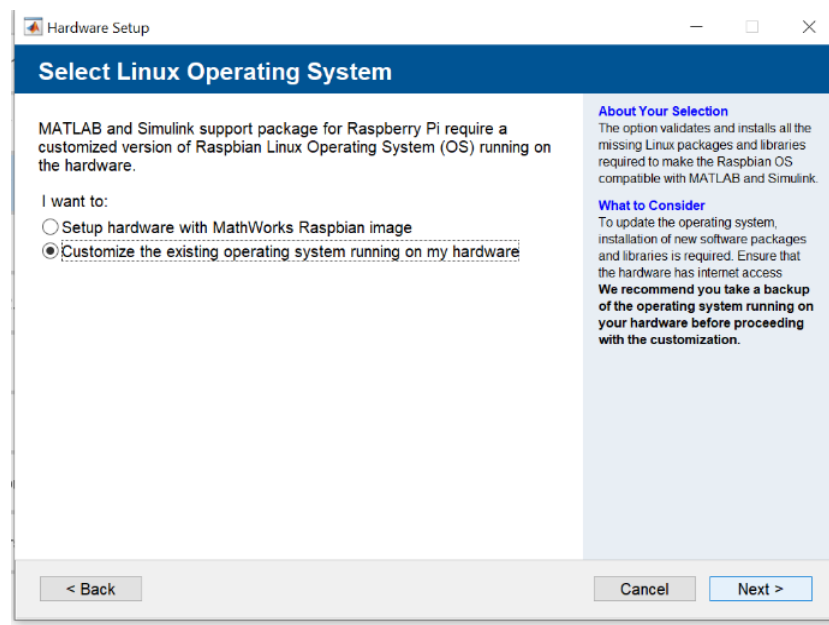 Hardware Setup
Select Linux Operating System
MATLAB and Simulink support package for Raspberry Pi require a
customized version of Raspbian Linux Operating System (OS) running on
the hardware.
I want to:
Setup hardware with MathWorks Raspbian image
Customize the existing operating system running on my hardware
About Your Selection
The option validates and installs all the
missing Linux packages and libraries
required to make the Raspbian OS
compatible with MATLAB and Simulink.
What to Consider
To update the operating system,
installation of new software packages
and libraries is required. Ensure that
the hardware has internet access
We recommend you take a backup
of the operating system running on
your hardware before proceeding
with the customization.
< Back
Cancel
Next >